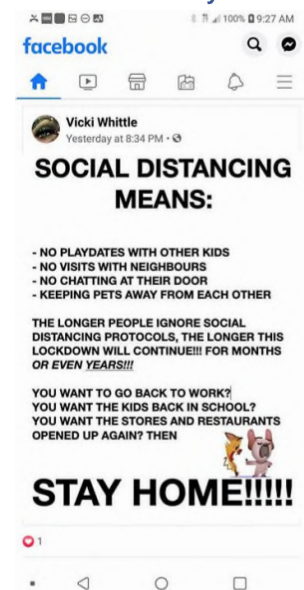 100% 9:27 AM
facebook
Vicki Whittle
Yesterday at 8:34 PM •
SOCIAL DISTANCING
MEANS:
- NO PLAYDATES WITH OTHER KIDS
- NO VISITS WITH NEIGHBOURS
- NO CHATTING AT THEIR DOOR
- KEEPING PETS AWAY FROM EACH OTHER
THE LONGER PEOPLE IGNORE SOCIAL
DISTANCING PROTOCOLS, THE LONGER THIS
LOCKDOWN WILL CONTINUE!!! FOR MONTHS
OR EVEN YEARS!!!
YOU WANT TO GO BACK TO WORK?
YOU WANT THE KIDS BACK IN SCHOOL?
YOU WANT THE STORES AND RESTAURANTS
OPENED UP AGAIN? THEN
STAY HOME!!!!!
1